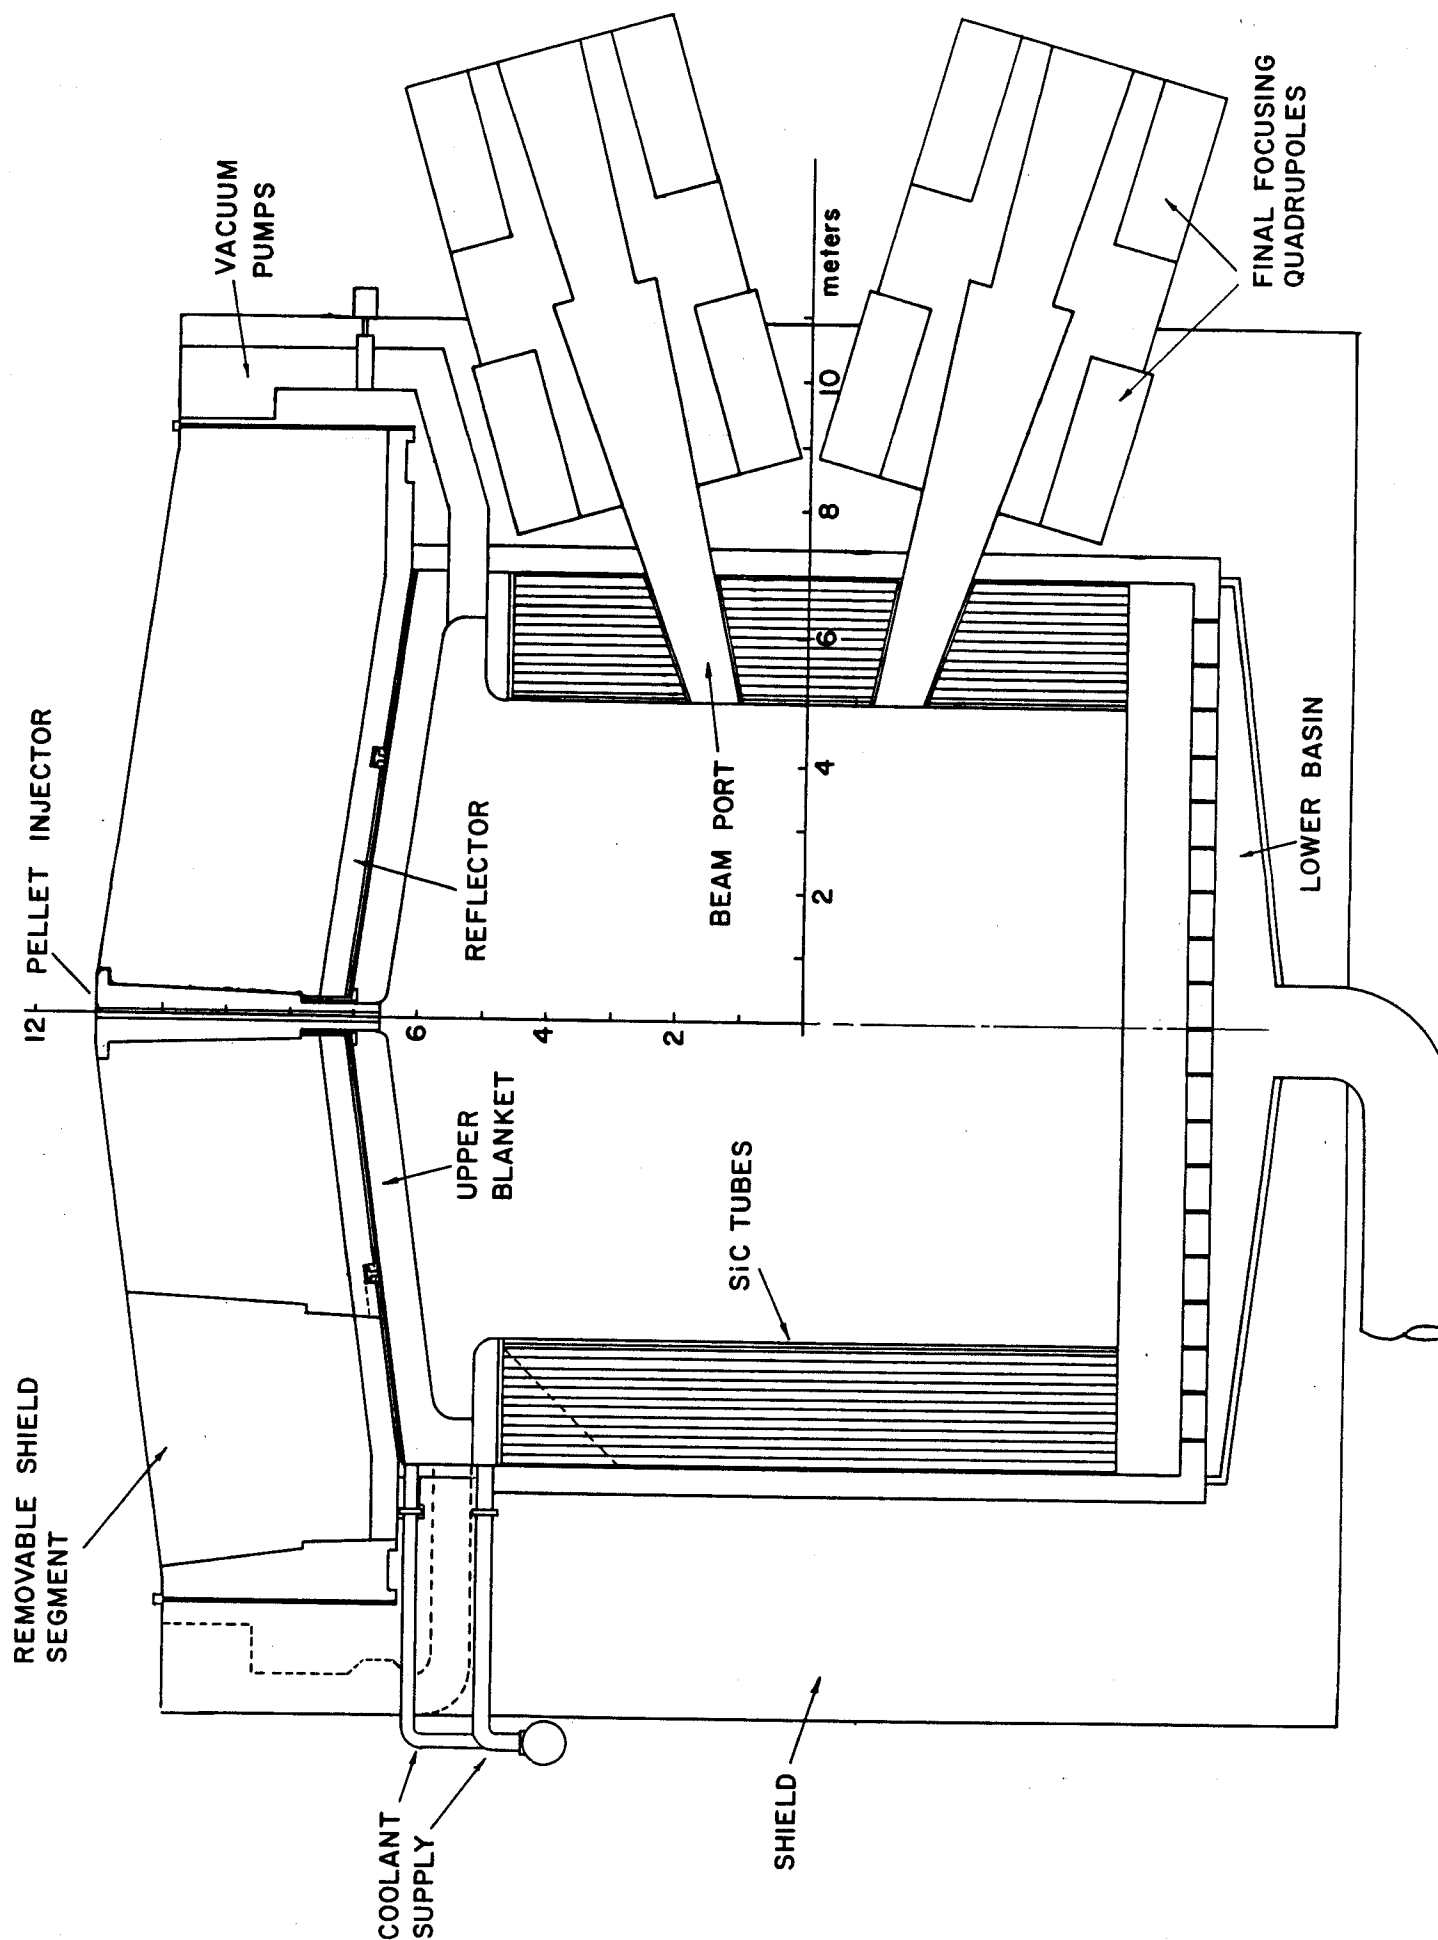 REMOVABLE SHIELD
SEGMENT
12
PELLET INJECTOR
VACUUM
PUMPS
REFLECTOR
6
4
2
UPPER
BLANKET
COOLANT
SUPPLY
SiC TUBES
BEAM PORT
2
4
6
8
10
meters
SHIELD
LOWER BASIN
FINAL FOCUSING
QUADRUPOLES